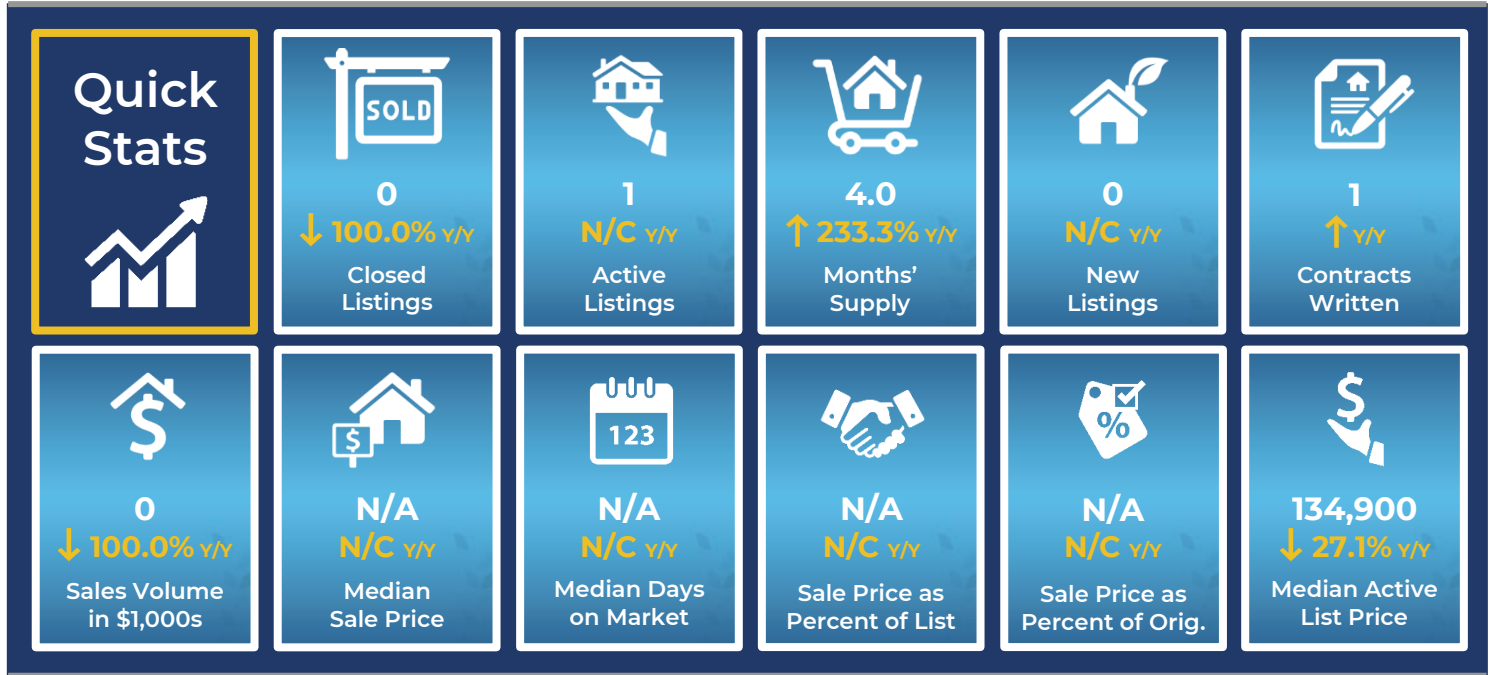 Quick
Stats
SOLD
0
↓ 100.0% Y/Y
Closed
Listings
1
N/C Y/Y
Active
Listings
4.0
↑ 233.3% Y/Y
Months’
Supply
0
N/C Y/Y
New
Listings
1
↑ Y/Y
Contracts
Written
$
0
↓ 100.0% Y/Y
Sales Volume
in $1,000s
$
N/A
N/C Y/Y
Median
Sale Price
123
N/A
N/C Y/Y
Median Days
on Market
N/A
N/C Y/Y
Sale Price as
Percent of List
%
N/A
N/C Y/Y
Sale Price as
Percent of Orig.
$
134,900
↓ 27.1% Y/Y
Median Active
List Price